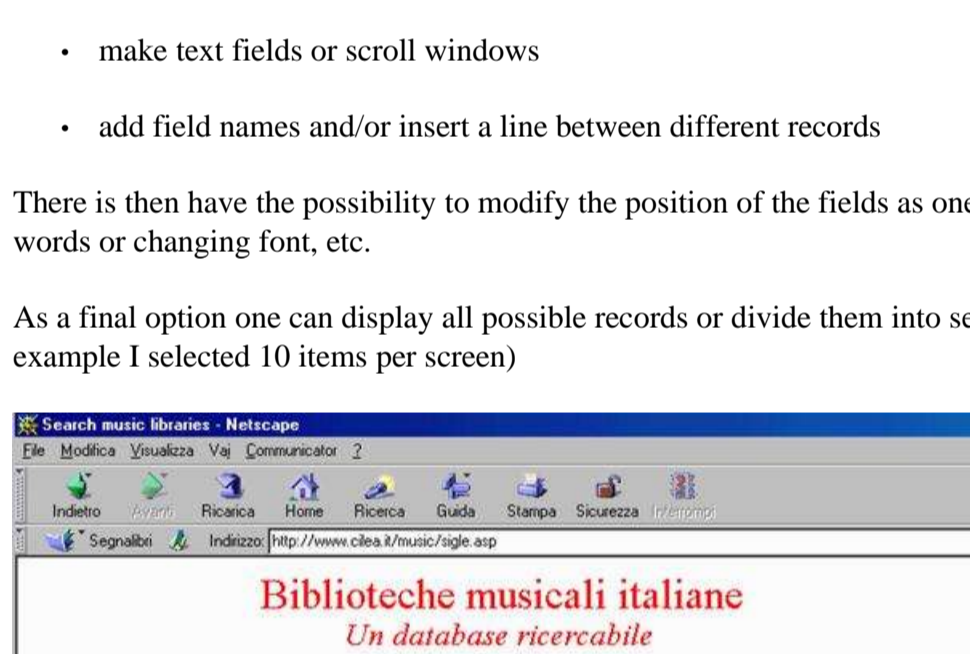 • make text fields or scroll windows
• add field names and/or insert a line between different records
There is then have the possibility to modify the position of the fields as one
words or changing font, etc.
As a final option one can display all possible records or divide them into se
example I selected 10 items per screen)
Search music libraries - Netscape
File Modifica Visualizza Vai Communicator ?
Indietro Avanti Ricarica Home Ricerca Guida Stampa Sicurezza Interrompi
Segnalibri Indirizzo: http://www.cilea.it/music/sigle.asp
Biblioteche musicali italiane
Un database ricercabile